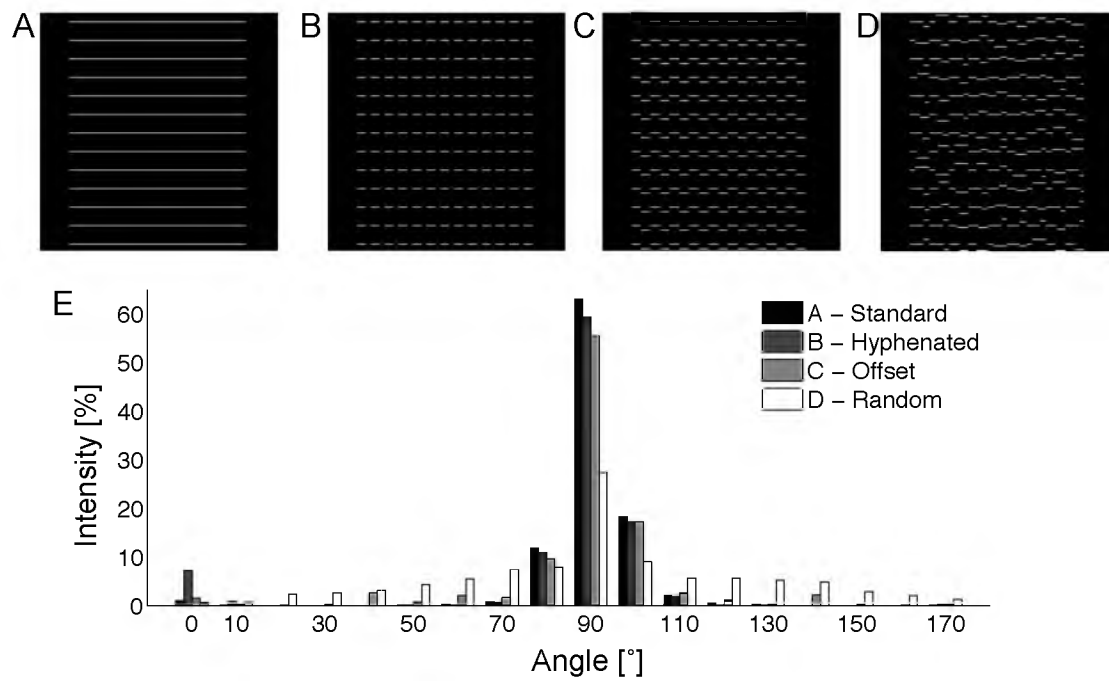 A
B
C
D
E
60
50
40
30
20
10
0
Intensity [%]
A – Standard
B – Hyphenated
C – Offset
D – Random
0 10 30 50 70 90 110 130 150 170
Angle [°]